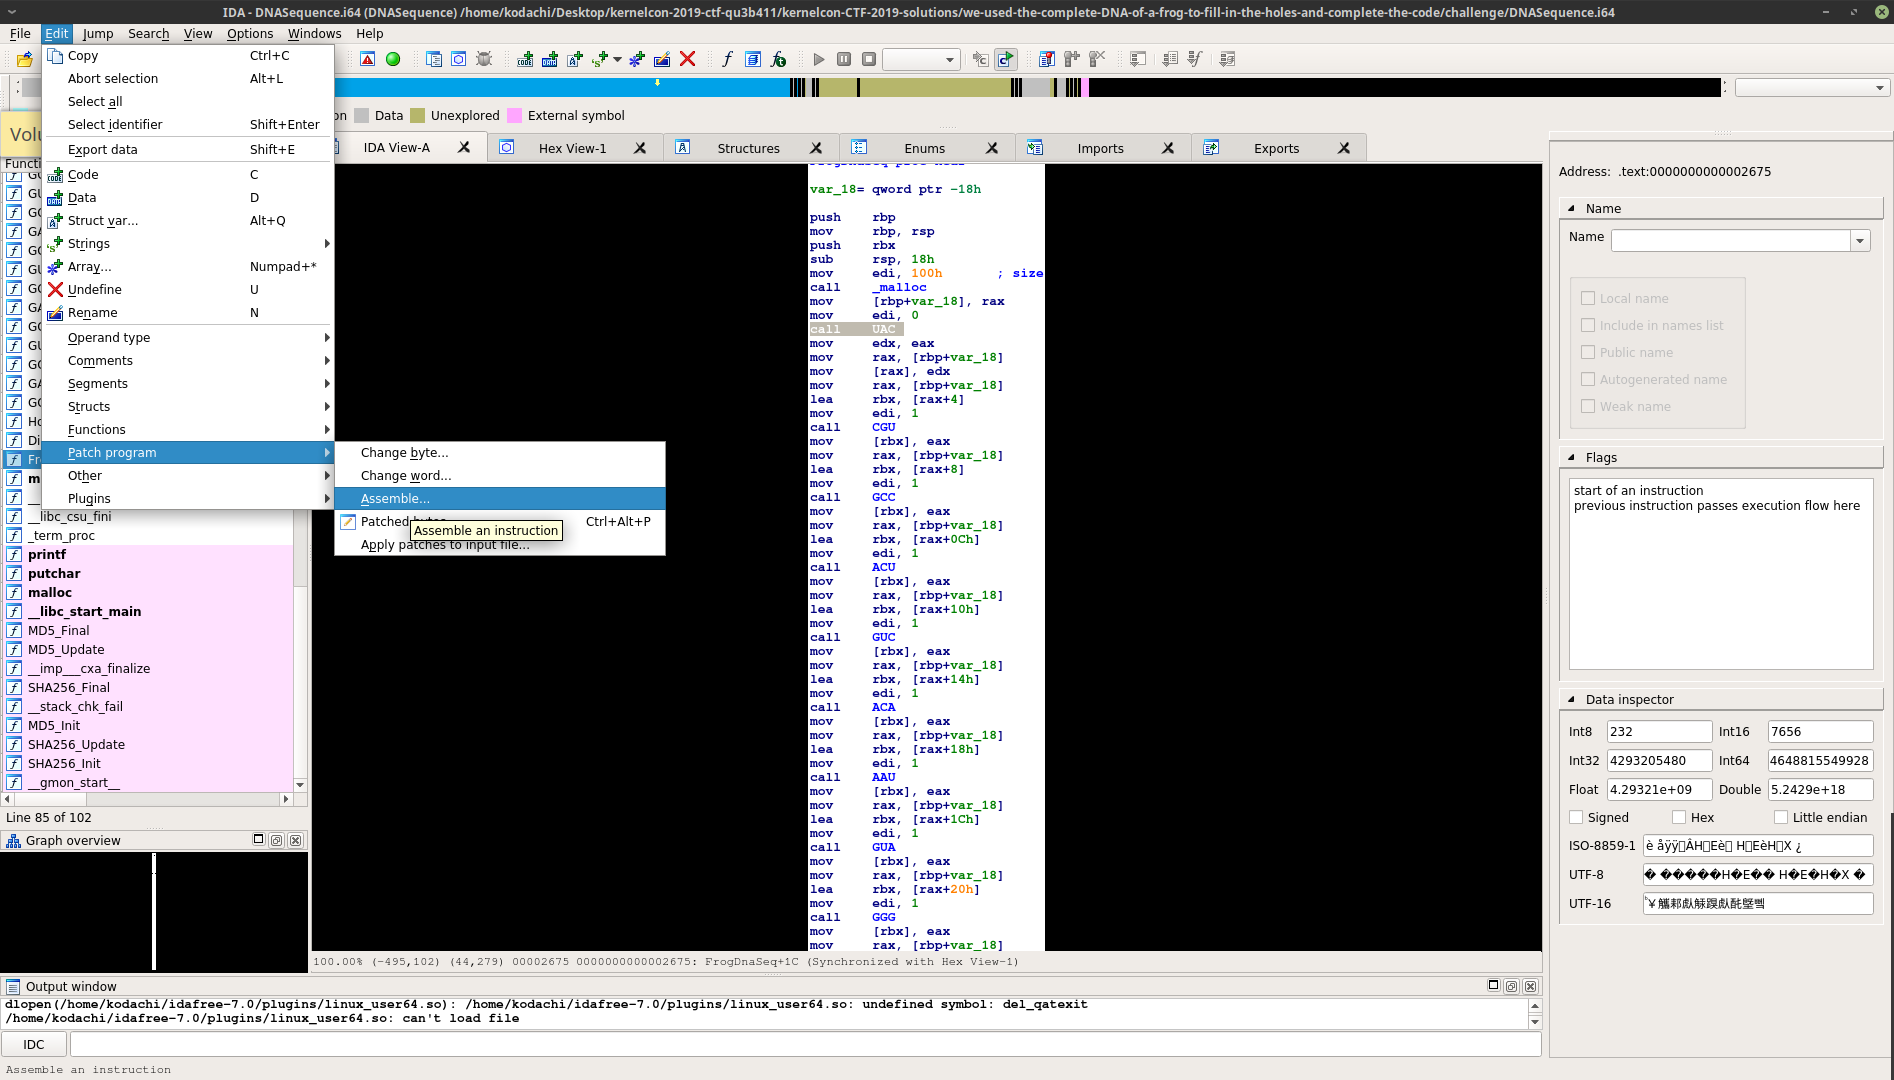 IDA - DNASequence.i64 (DNASequence) /home/kodachi/Desktop/kernelcon-2019-ctf-qu3b411/kernelcon-CTF-2019-solutions/we-used-the-complete-DNA-of-a-frog-to-fill-in-the-holes-and-complete-the-code/challenge/DNASequence.i64
File Edit Jump Search View Options Windows Help
Copy Ctrl+C
Abort selection Alt+L
Select all
Select identifier Shift+Enter
Export data Shift+E
Code C
Data D
Struct var... Alt+Q
Strings
Array... Numpad+*
Undefine U
Rename N
Operand type
Comments
Segments
Structs
Functions
Patch program
Other
Plugins
Change byte...
Change word...
Assemble...
Patched Ctrl+Alt+P
Assemble an instruction
Apply patches to input file...
Data Unexplored External symbol
IDA View-A Hex View-1 Structures Enums Imports Exports
__libc_csu_fini
_term_proc
printf
putchar
malloc
__libc_start_main
MD5_Final
MD5_Update
__imp___cxa_finalize
SHA256_Final
__stack_chk_fail
MD5_Init
SHA256_Update
SHA256_Init
__gmon_start__
Line 85 of 102
Graph overview
var_18= qword ptr -18h
push rbp
mov rbp, rsp
push rbx
sub rsp, 18h
mov edi, 100h ; size
call _malloc
mov [rbp+var_18], rax
mov edi, 0
call UAC
mov edx, eax
mov rax, [rbp+var_18]
mov [rax], edx
mov rax, [rbp+var_18]
lea rbx, [rax+4]
mov edi, 1
call CGU
mov [rbx], eax
mov rax, [rbp+var_18]
lea rbx, [rax+8]
mov edi, 1
call GCC
mov [rbx], eax
mov rax, [rbp+var_18]
lea rbx, [rax+0Ch]
mov edi, 1
call ACU
mov [rbx], eax
mov rax, [rbp+var_18]
lea rbx, [rax+10h]
mov edi, 1
call GUC
mov [rbx], eax
mov rax, [rbp+var_18]
lea rbx, [rax+14h]
mov edi, 1
call ACA
mov [rbx], eax
mov rax, [rbp+var_18]
lea rbx, [rax+18h]
mov edi, 1
call AAU
mov [rbx], eax
mov rax, [rbp+var_18]
lea rbx, [rax+1Ch]
mov edi, 1
call GUA
mov [rbx], eax
mov rax, [rbp+var_18]
lea rbx, [rax+20h]
mov edi, 1
call GGG
mov [rbx], eax
mov rax, [rbp+var_18]
100.00% (-495,102) (44,279) 00002675 0000000000002675: FrogDnaSeq+1C (Synchronized with Hex View-1)
Address: .text:0000000000002675
Name
Name
Local name
Include in names list
Public name
Autogenerated name
Weak name
Flags
start of an instruction
previous instruction passes execution flow here
Data inspector
Int8 232 Int16 7656
Int32 4293205480 Int64 4648815549928
Float 4.29321e+09 Double 5.2429e+18
Signed Hex Little endian
ISO-8859-1
UTF-8
UTF-16
Output window
dlopen(/home/kodachi/idafree-7.0/plugins/linux_user64.so): /home/kodachi/idafree-7.0/plugins/linux_user64.so: undefined symbol: del_qatexit
/home/kodachi/idafree-7.0/plugins/linux_user64.so: can't load file
IDC
Assemble an instruction